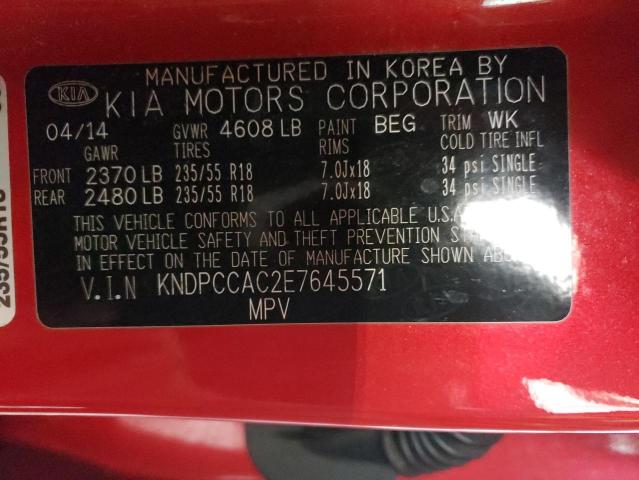 MANUFACTURED IN KOREA BY
KIA KIA MOTORS CORPORATION
04/14 GVWR 4608 LB PAINT BEG TRIM WK
GAWR TIRES RIMS COLD TIRE INFL
FRONT 2370 LB 235/55 R18 7.0Jx18 34 psi SINGLE
REAR 2480 LB 235/55 R18 7.0Jx18 34 psi SINGLE
THIS VEHICLE CONFORMS TO ALL APPLICABLE U.S.A
MOTOR VEHICLE SAFETY AND THEFT PREVENTION
IN EFFECT ON THE DATE OF MANUFACTURE SHOWN
V.I.N KNDPCCAC2E7645571
MPV